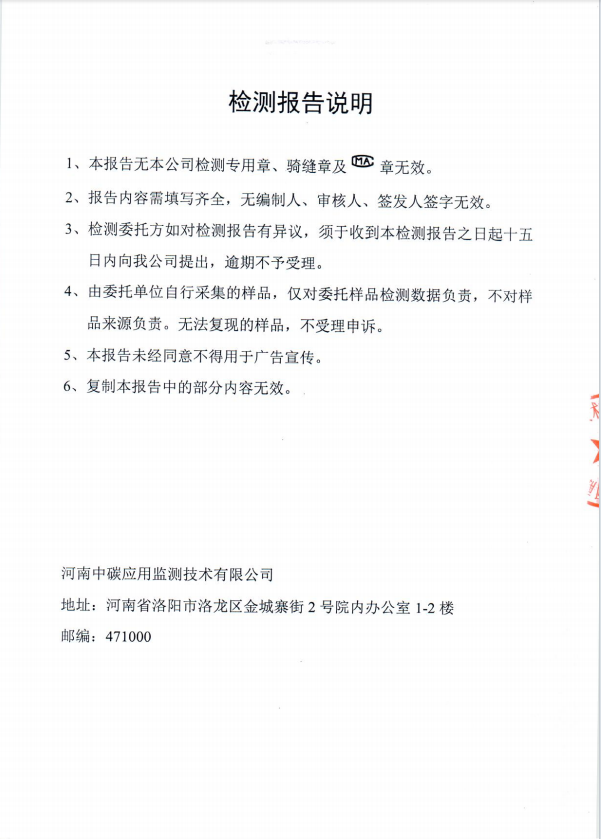 检测报告说明
1、本报告无本公司检测专用章、骑缝章及 MA 章无效。
2、报告内容需填写齐全，无编制人、审核人、签发人签字无效。
3、检测委托方如对检测报告有异议，须于收到本检测报告之日起十五
日内向我公司提出，逾期不予受理。
4、由委托单位自行采集的样品，仅对委托样品检测数据负责，不对样
品来源负责。无法复现的样品，不受理申诉。
5、本报告未经同意不得用于广告宣传。
6、复制本报告中的部分内容无效。
河南中碳应用监测技术有限公司
地址：河南省洛阳市洛龙区金城寨街 2 号院内办公室 1-2 楼
邮编：471000